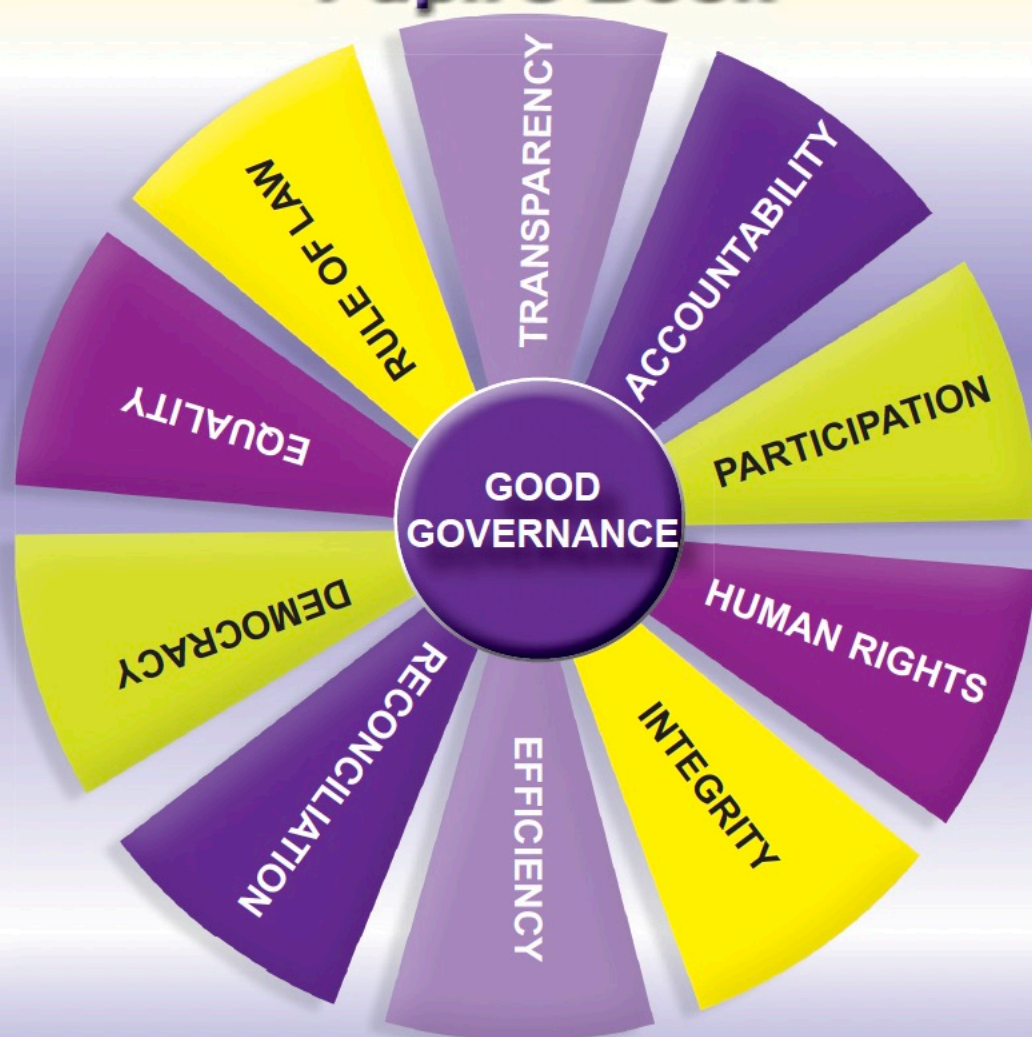 TRANSPARENCY
ACCOUNTABILITY
PARTICIPATION
HUMAN RIGHTS
INTEGRITY
EFFICIENCY
RECONCILIATION
DEMOCRACY
EQUALITY
RULE OF LAW
GOOD
GOVERNANCE